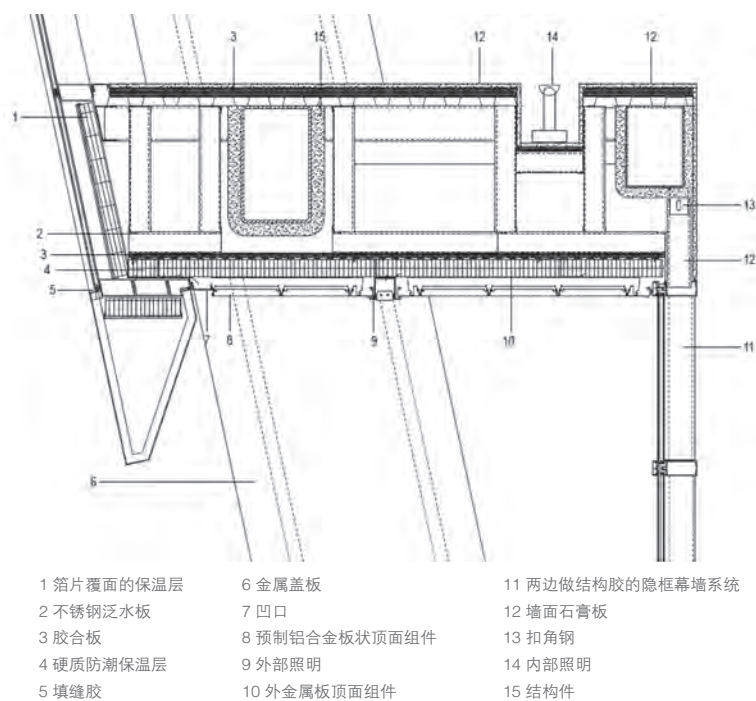 3 15 12 14 12
1
13
2
3
12
4
5
7 8 9 10
11
6
1 箔片覆面的保温层
2 不锈钢泛水板
3 胶合板
4 硬质防潮保温层
5 填缝胶
6 金属盖板
7 凹口
8 预制铝合金板状顶面组件
9 外部照明
10 外金属板顶面组件
11 两边做结构胶的隐框幕墙系统
12 墙面石膏板
13 扣角钢
14 内部照明
15 结构件